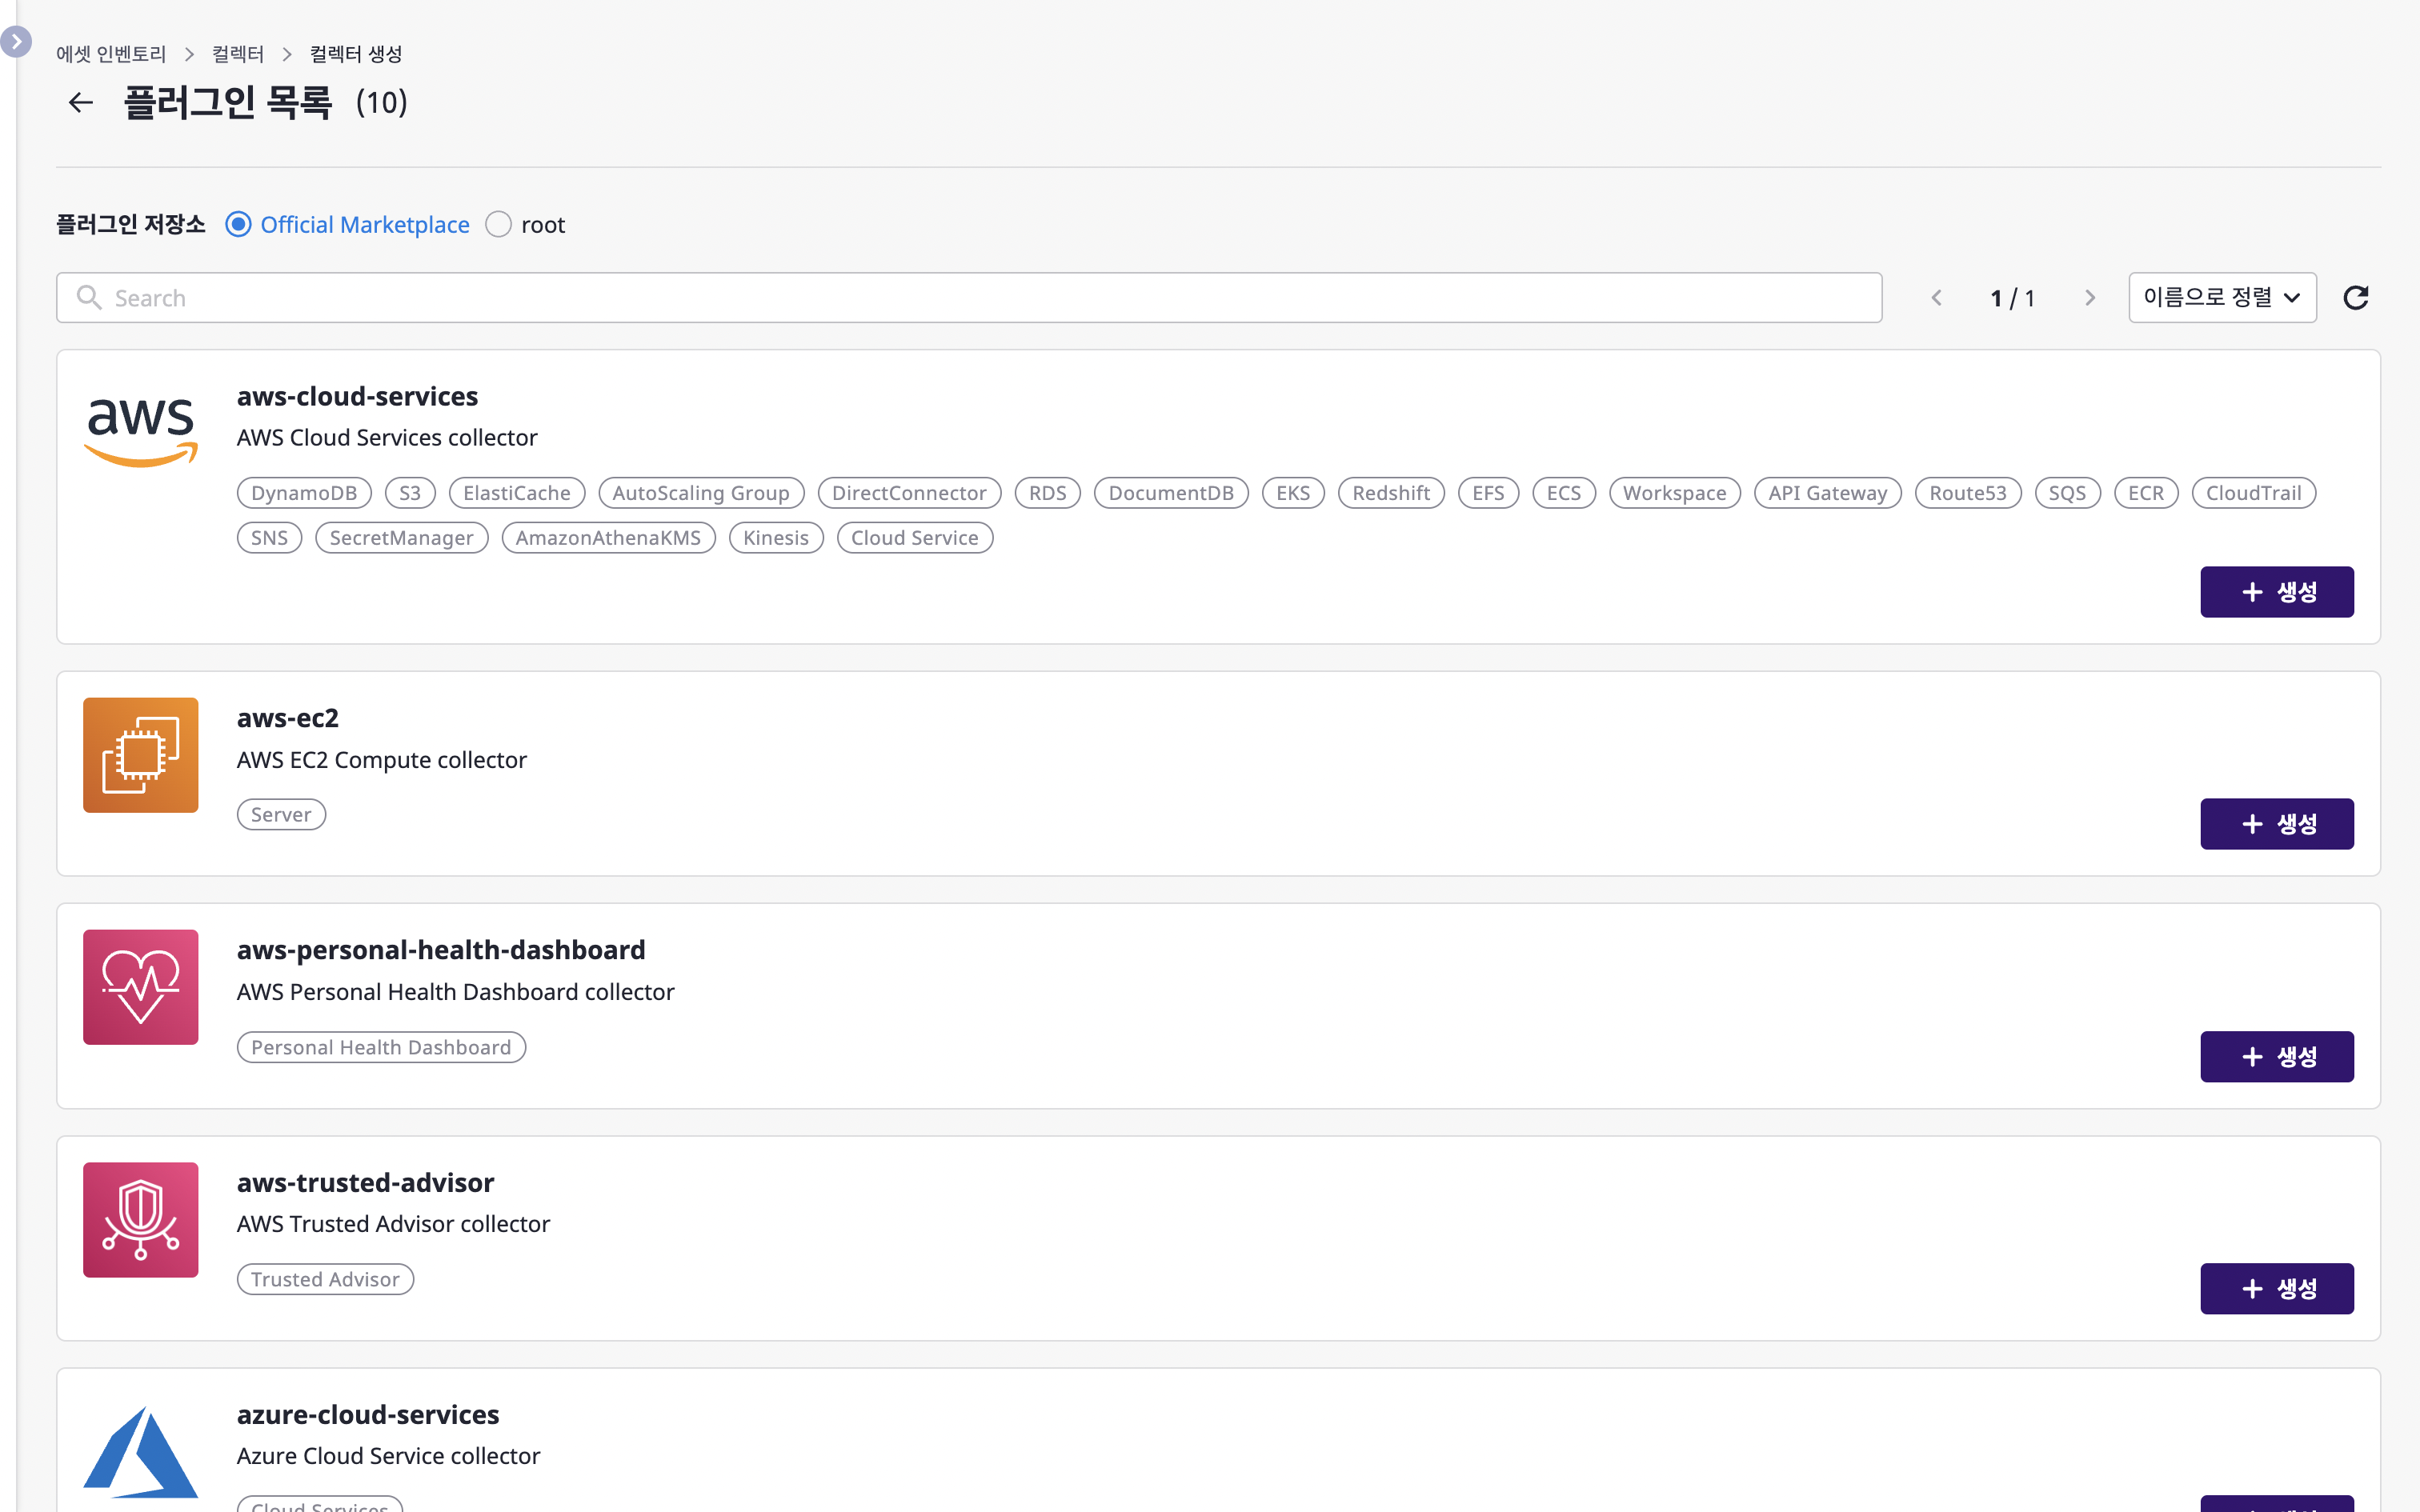 에셋 인벤토리 > 컬렉터 > 컬렉터 생성
← 플러그인 목록 (10)
플러그인 저장소 Official Marketplace root
Search < 1 / 1 > 이름으로 정렬
aws
aws-cloud-services
AWS Cloud Services collector
DynamoDB S3 ElastiCache AutoScaling Group DirectConnector RDS DocumentDB EKS Redshift EFS ECS Workspace API Gateway Route53 SQS ECR CloudTrail
SNS SecretManager AmazonAthenaKMS Kinesis Cloud Service
+ 생성
aws-ec2
AWS EC2 Compute collector
Server
+ 생성
aws-personal-health-dashboard
AWS Personal Health Dashboard collector
Personal Health Dashboard
+ 생성
aws-trusted-advisor
AWS Trusted Advisor collector
Trusted Advisor
+ 생성
azure-cloud-services
Azure Cloud Service collector
Cloud Services
+ 생성